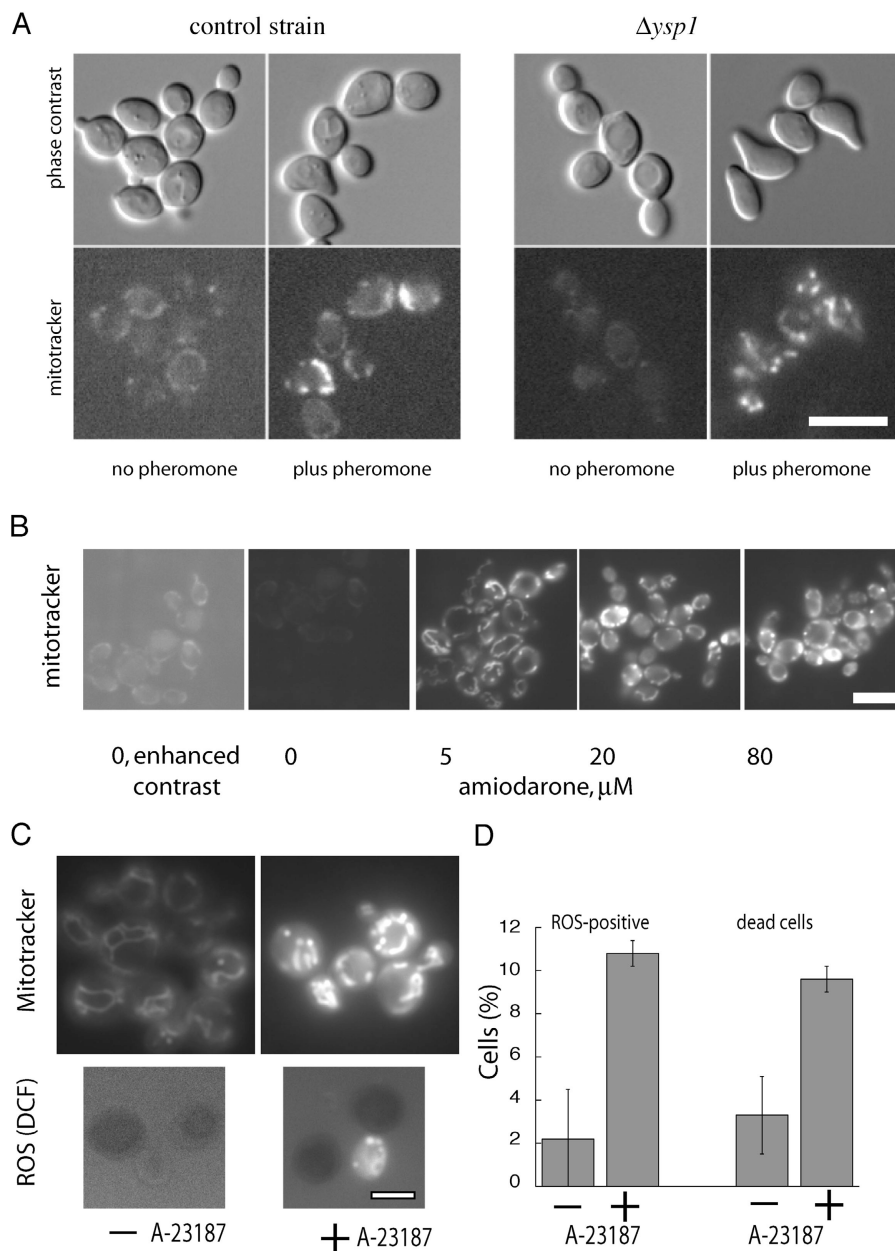 A
control strain
Δysp1
phase contrast
mitotracker
no pheromone
plus pheromone
no pheromone
plus pheromone
B
mitotracker
0, enhanced
contrast
0
5
20
80
amiodarone, μM
C
Mitotracker
ROS (DCF)
— A-23187
+ A-23187
D
ROS-positive
dead cells
Cells (%)
12
10
8
6
4
2
0
— +
— +
A-23187
A-23187